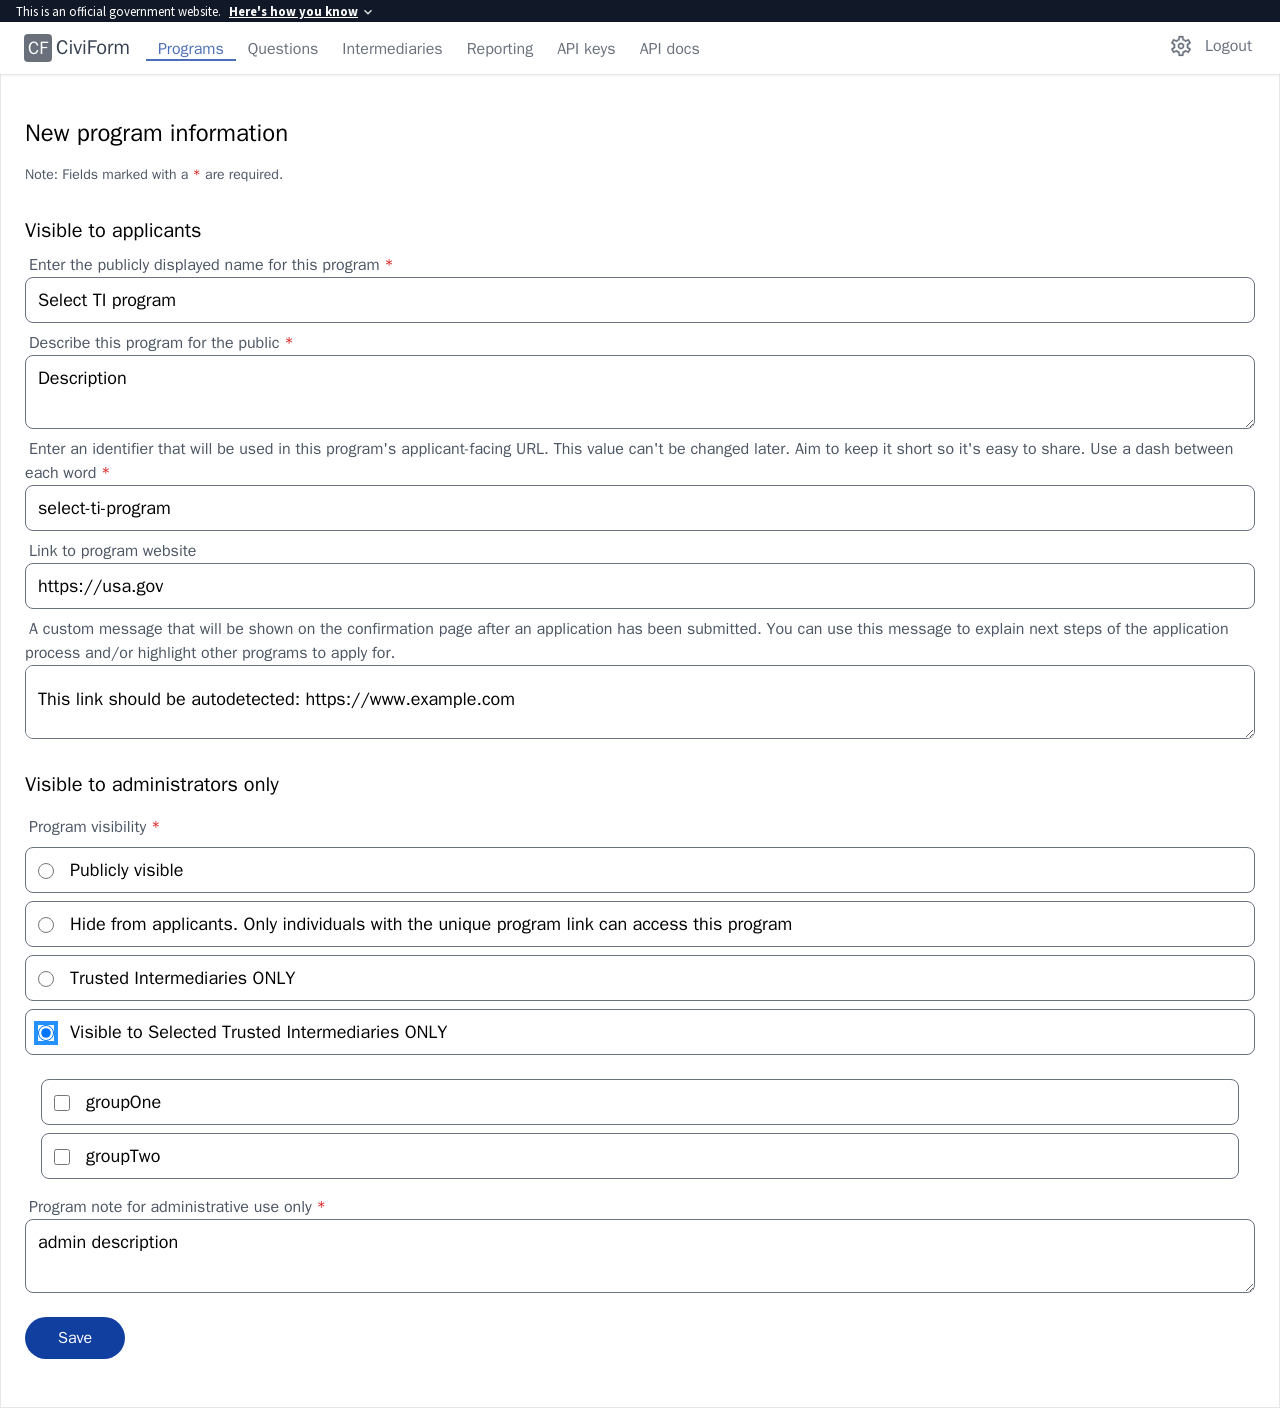 This is an official government website. Here's how you know
CF CiviForm Programs Questions Intermediaries Reporting API keys API docs Logout
New program information
Note: Fields marked with a * are required.
Visible to applicants
Enter the publicly displayed name for this program *
Select TI program
Describe this program for the public *
Description
Enter an identifier that will be used in this program's applicant-facing URL. This value can't be changed later. Aim to keep it short so it's easy to share. Use a dash between
each word *
select-ti-program
Link to program website
https://usa.gov
A custom message that will be shown on the confirmation page after an application has been submitted. You can use this message to explain next steps of the application
process and/or highlight other programs to apply for.
This link should be autodetected: https://www.example.com
Visible to administrators only
Program visibility *
Publicly visible
Hide from applicants. Only individuals with the unique program link can access this program
Trusted Intermediaries ONLY
Visible to Selected Trusted Intermediaries ONLY
groupOne
groupTwo
Program note for administrative use only *
admin description
Save